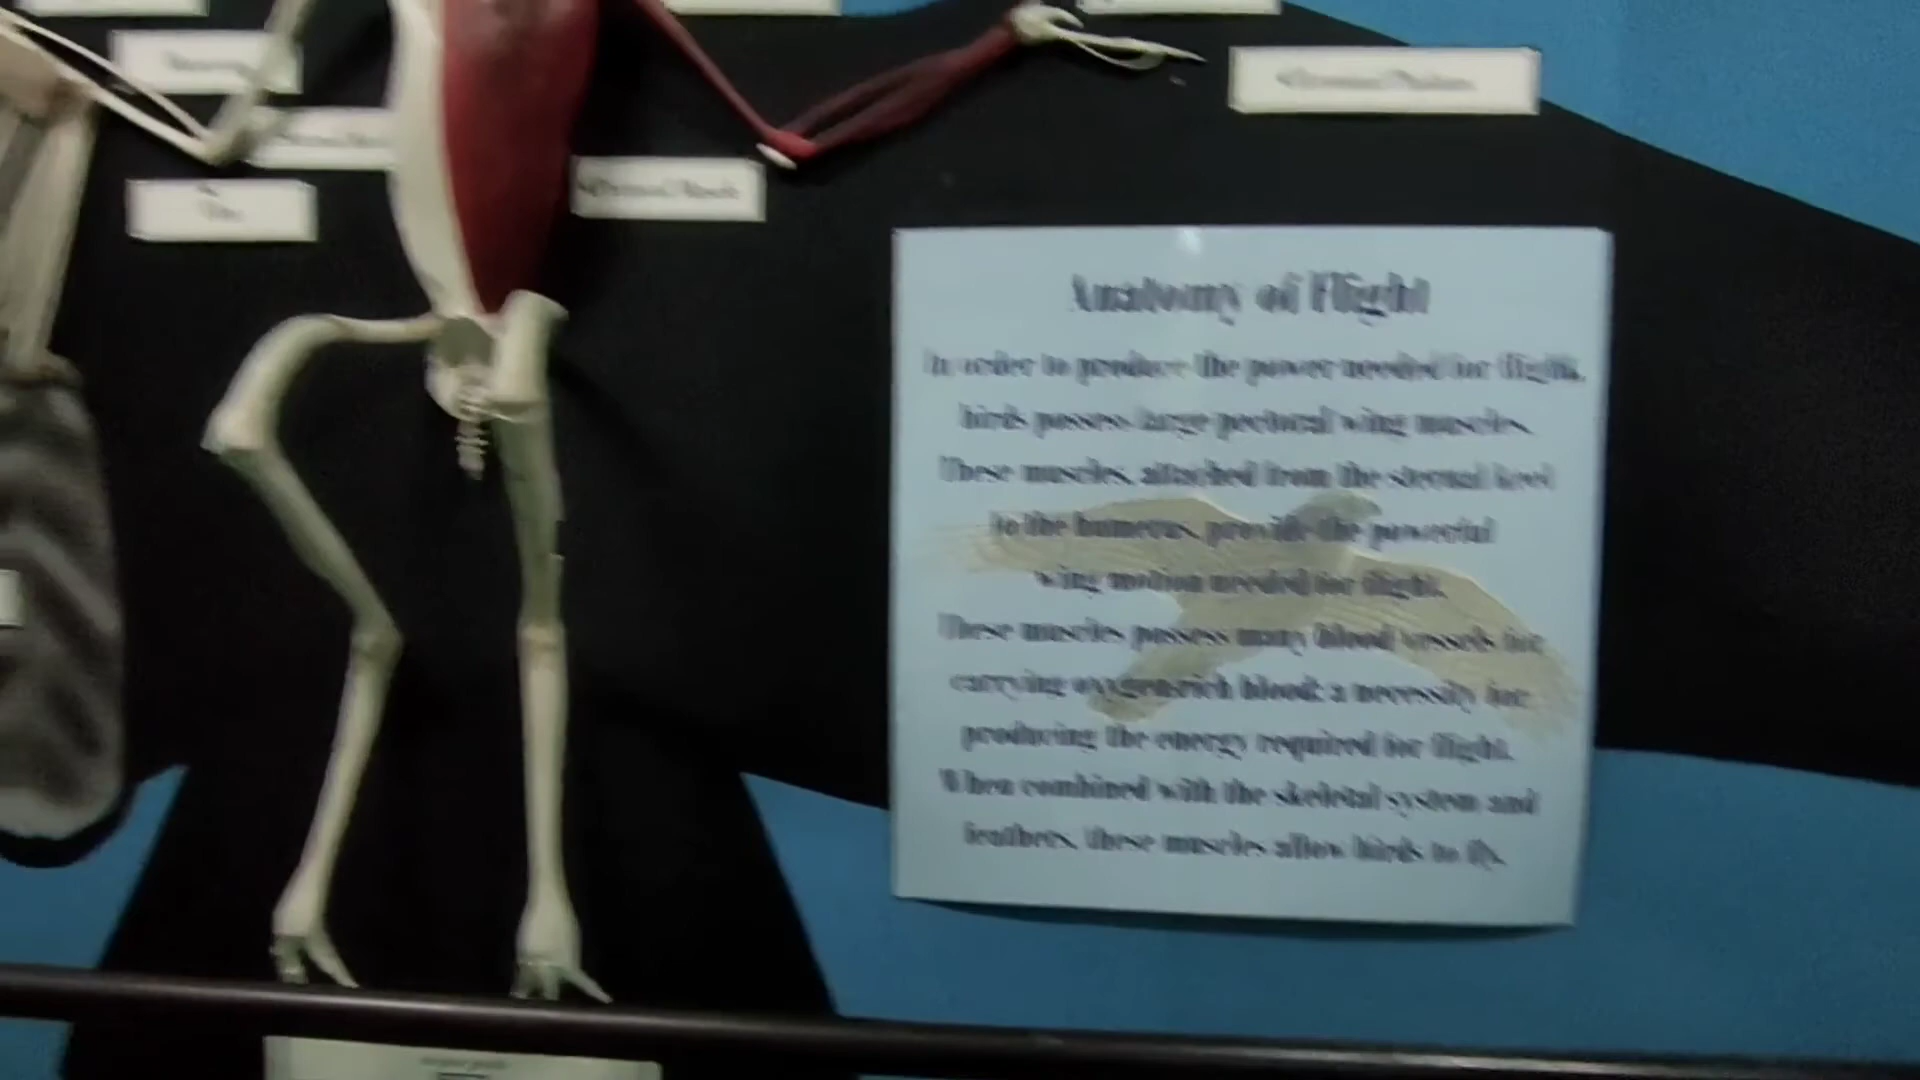 Ulna
Pectoral Muscle
Anatomy of Flight
In order to produce the power needed for flight,
birds possess large pectoral wing muscles.
These muscles, attached from the sternal keel
to the humerus, provide the powerful
wing motion needed for flight.
These muscles possess many blood vessels for
carrying oxygen-rich blood: a necessity for
producing the energy required for flight.
When combined with the skeletal system and
feathers, these muscles allow birds to fly.